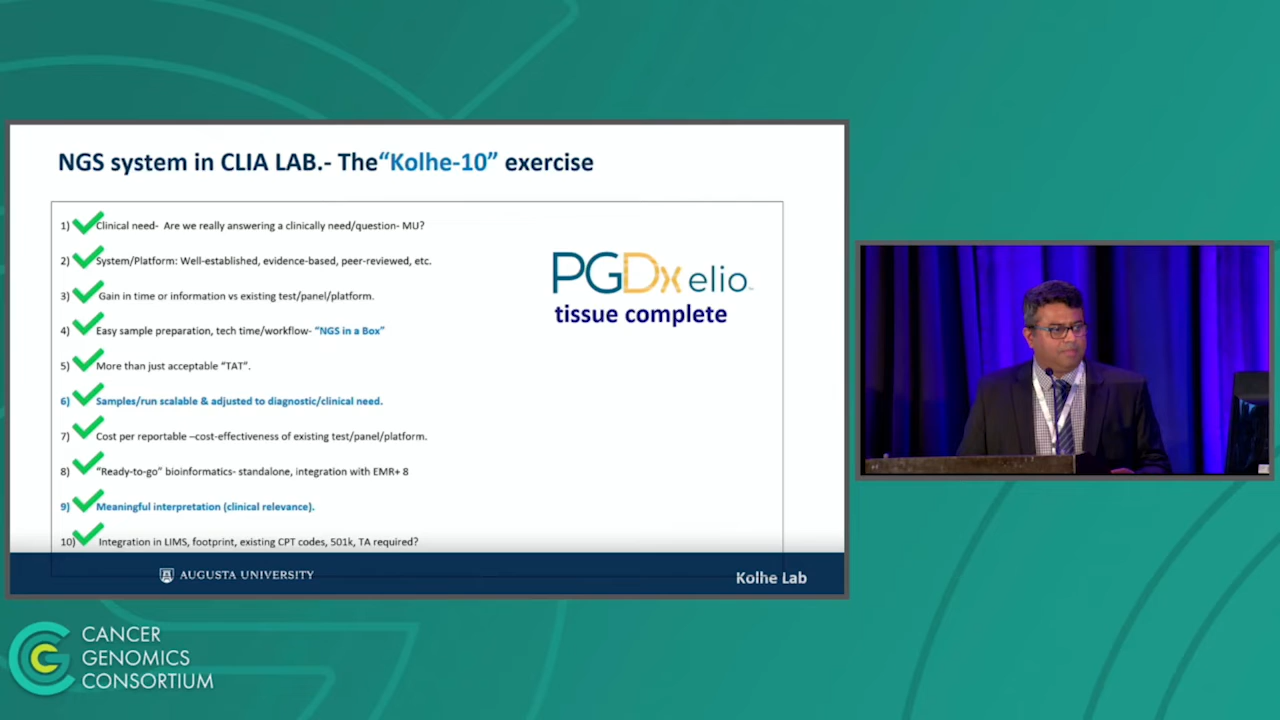 NGS system in CLIA LAB.- The“Kolhe-10” exercise
1) Clinical need- Are we really answering a clinically need/question- MU?
2) System/Platform: Well-established, evidence-based, peer-reviewed, etc.
3) Gain in time or information vs existing test/panel/platform.
4) Easy sample preparation, tech time/workflow- “NGS in a Box”
5) More than just acceptable “TAT”.
6) Samples/run scalable & adjusted to diagnostic/clinical need.
7) Cost per reportable –cost-effectiveness of existing test/panel/platform.
8) “Ready-to-go” bioinformatics- standalone, integration with EMR+ 8
9) Meaningful interpretation (clinical relevance).
10) Integration in LIMS, footprint, existing CPT codes, 501k, TA required?
PGDx elio™
tissue complete
AUGUSTA UNIVERSITY
Kolhe Lab
CANCER
GENOMICS
CONSORTIUM